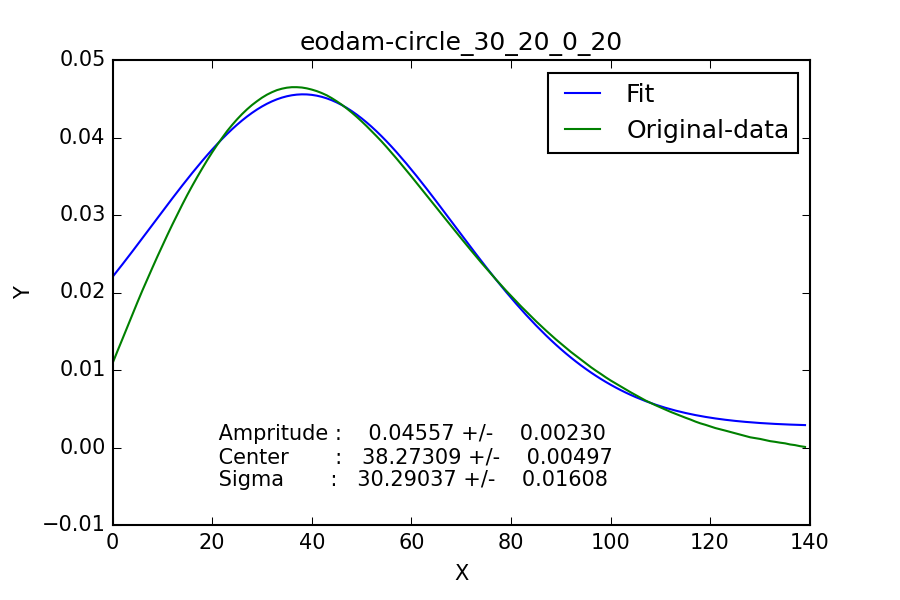 eodam-circle_30_20_0_20
0.05
0.04
0.03
0.02
0.01
0.00
−0.01
Y
Fit
Original-data
Ampritude : 0.04557 +/- 0.00230
Center : 38.27309 +/- 0.00497
Sigma : 30.29037 +/- 0.01608
0 20 40 60 80 100 120 140
X